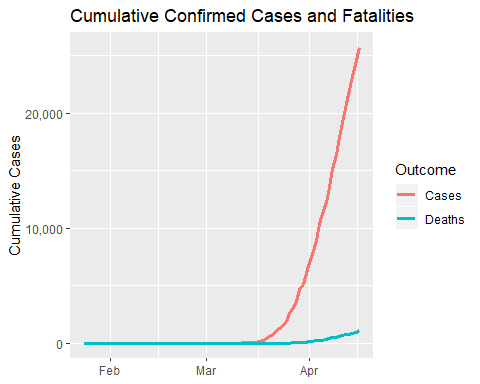 Cumulative Confirmed Cases and Fatalities
Cumulative Cases
20,000
10,000
0
Feb
Mar
Apr
Outcome
Cases
Deaths